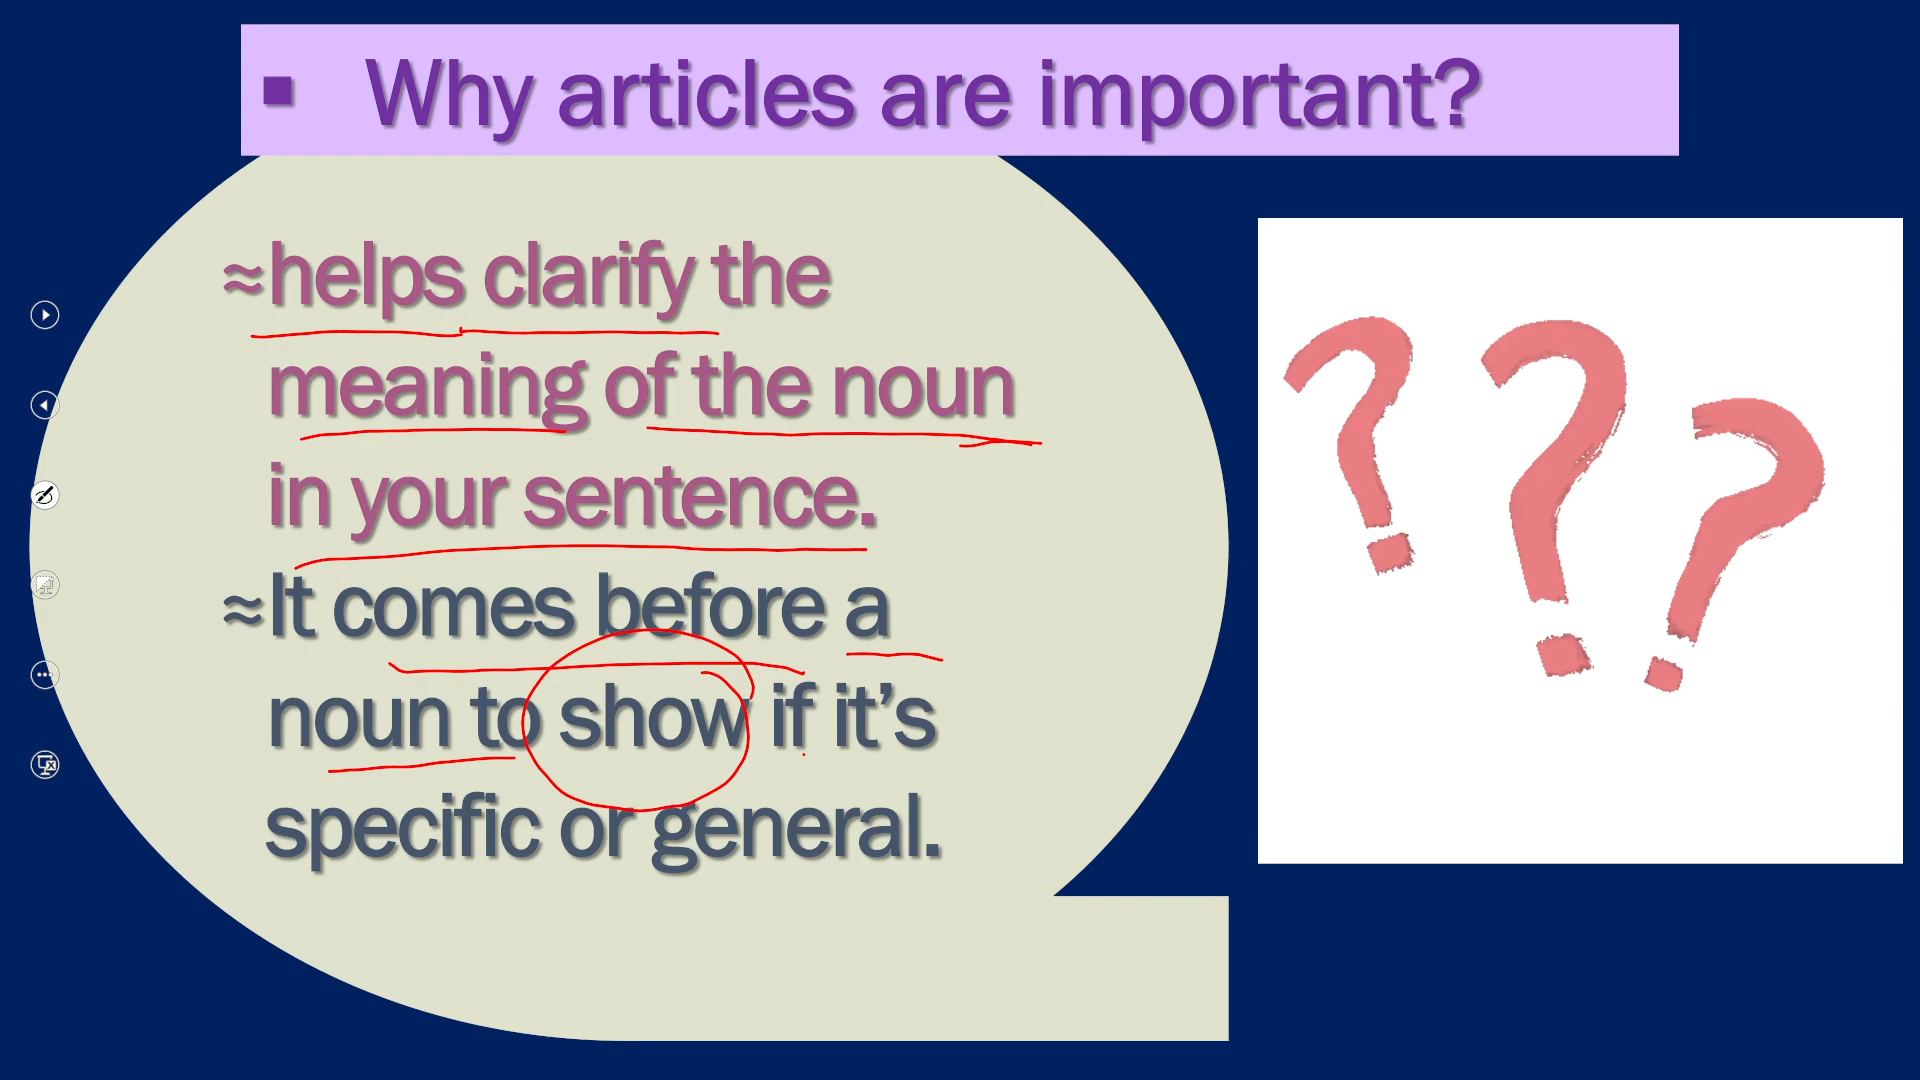 ▪ Why articles are important?
≈helps clarify the
meaning of the noun
in your sentence.
≈It comes before a
noun to show if it’s
specific or general.